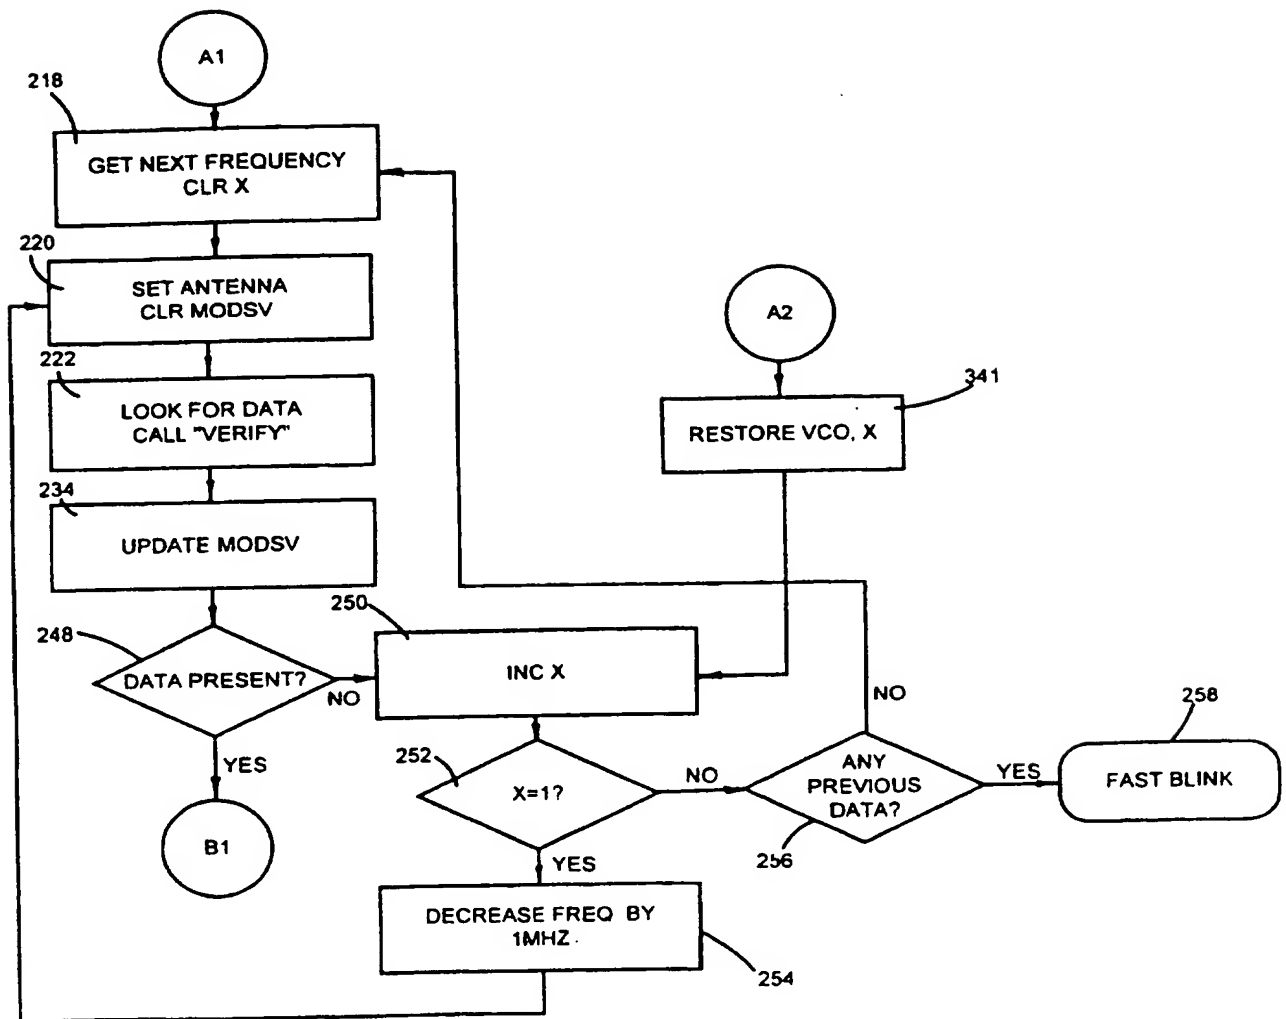 A1
218
GET NEXT FREQUENCY
CLR X
220
SET ANTENNA
CLR MODSV
A2
222
LOOK FOR DATA
CALL "VERIFY"
341
RESTORE VCO, X
234
UPDATE MODSV
250
248
DATA PRESENT?
NO
INC X
NO
258
YES
252
X=1?
NO
ANY
PREVIOUS
DATA?
YES
FAST BLINK
B1
256
YES
DECREASE FREQ BY
1MHZ.
254